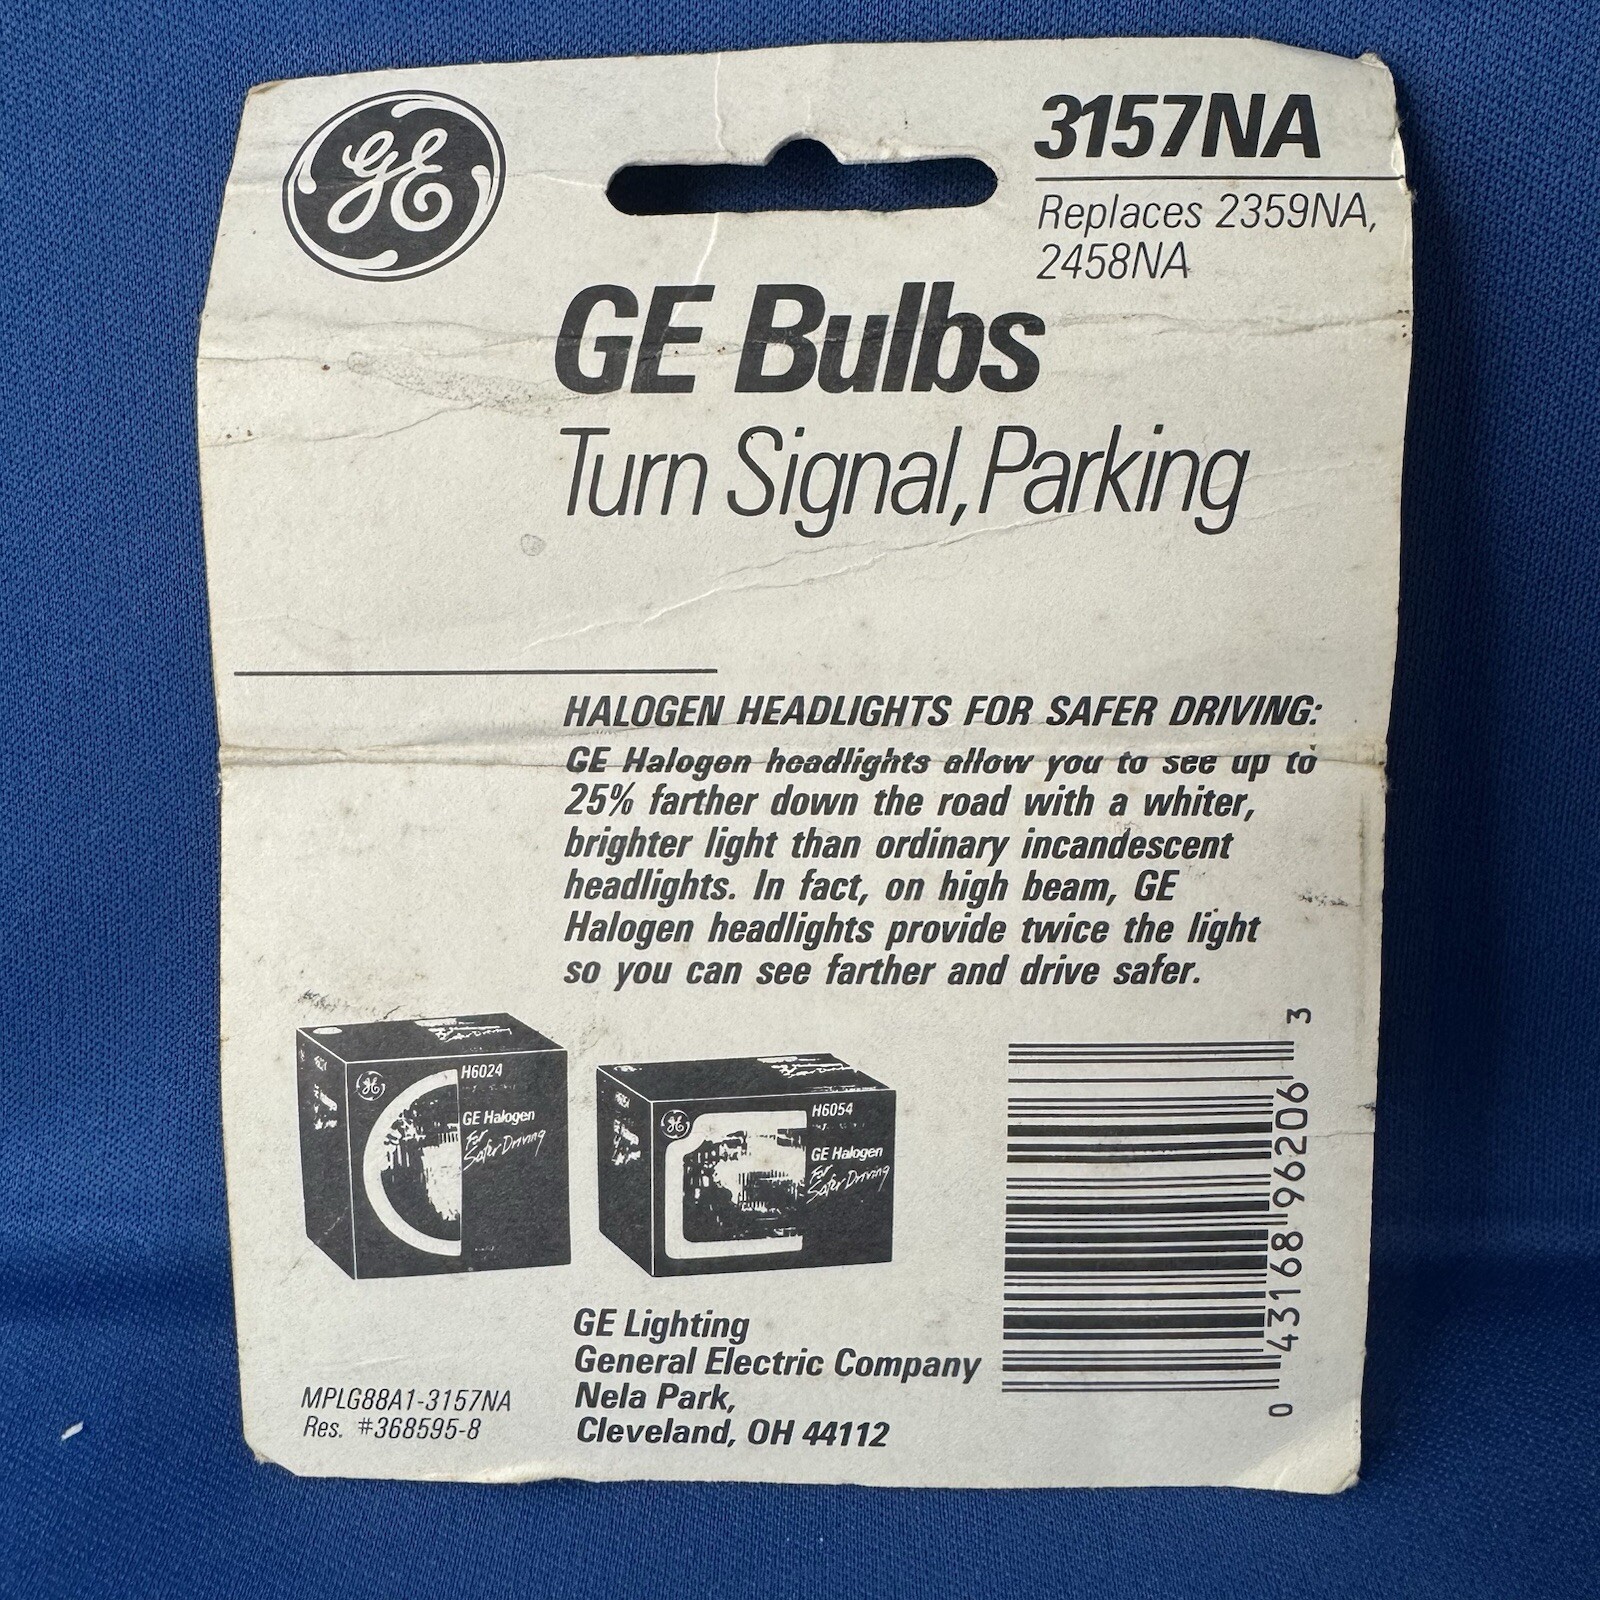 GE
3157NA
Replaces 2359NA,
2458NA
GE Bulbs
Turn Signal, Parking
HALOGEN HEADLIGHTS FOR SAFER DRIVING:
GE Halogen headlights allow you to see up to
25% farther down the road with a whiter,
brighter light than ordinary incandescent
headlights. In fact, on high beam, GE
Halogen headlights provide twice the light
so you can see farther and drive safer.
GE
H6024
GE Halogen
For
Safer Driving
GE
H6054
GE Halogen
For
Safer Driving
0 43168 96206 3
GE Lighting
General Electric Company
Nela Park,
Cleveland, OH 44112
MPLG88A1-3157NA
Res. #368595-8